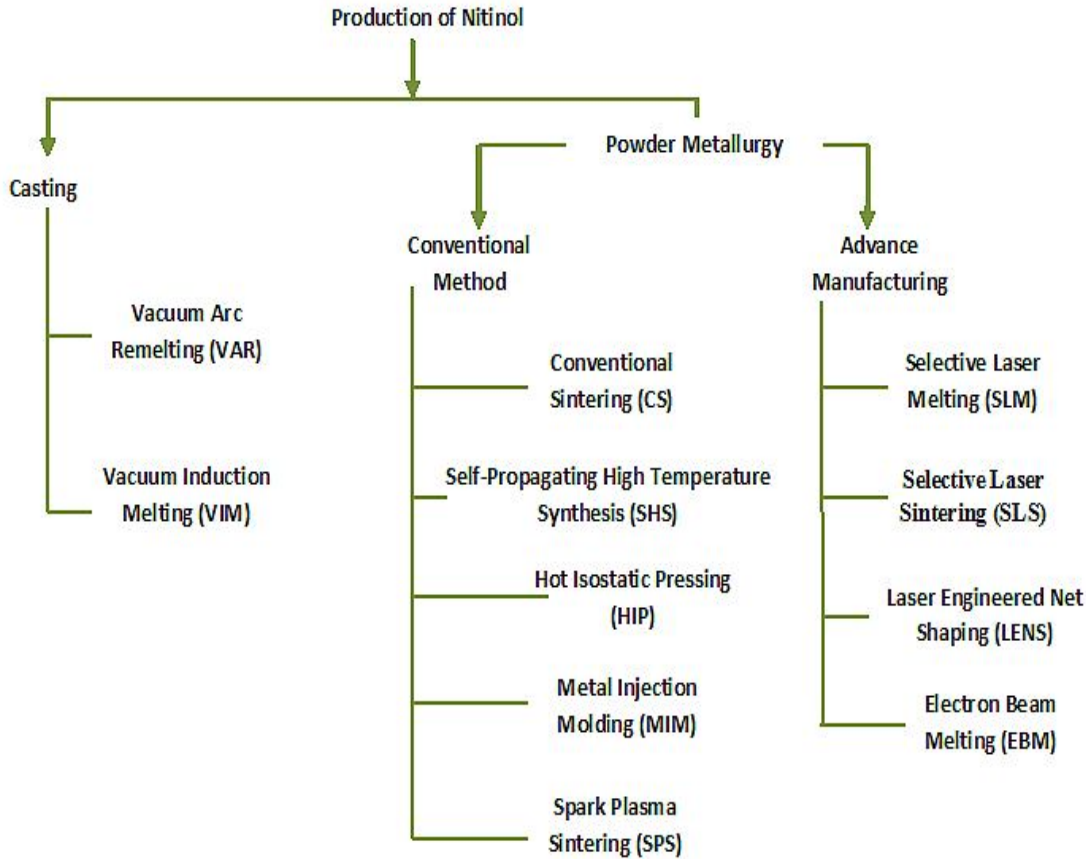 Production of Nitinol
Powder Metallurgy
Casting
Conventional
Method
Advance
Manufacturing
Vacuum Arc
Remelting (VAR)
Vacuum Induction
Melting (VIM)
Conventional
Sintering (CS)
Self-Propagating High Temperature
Synthesis (SHS)
Hot Isostatic Pressing
(HIP)
Metal Injection
Molding (MIM)
Spark Plasma
Sintering (SPS)
Selective Laser
Melting (SLM)
Selective Laser
Sintering (SLS)
Laser Engineered Net
Shaping (LENS)
Electron Beam
Melting (EBM)